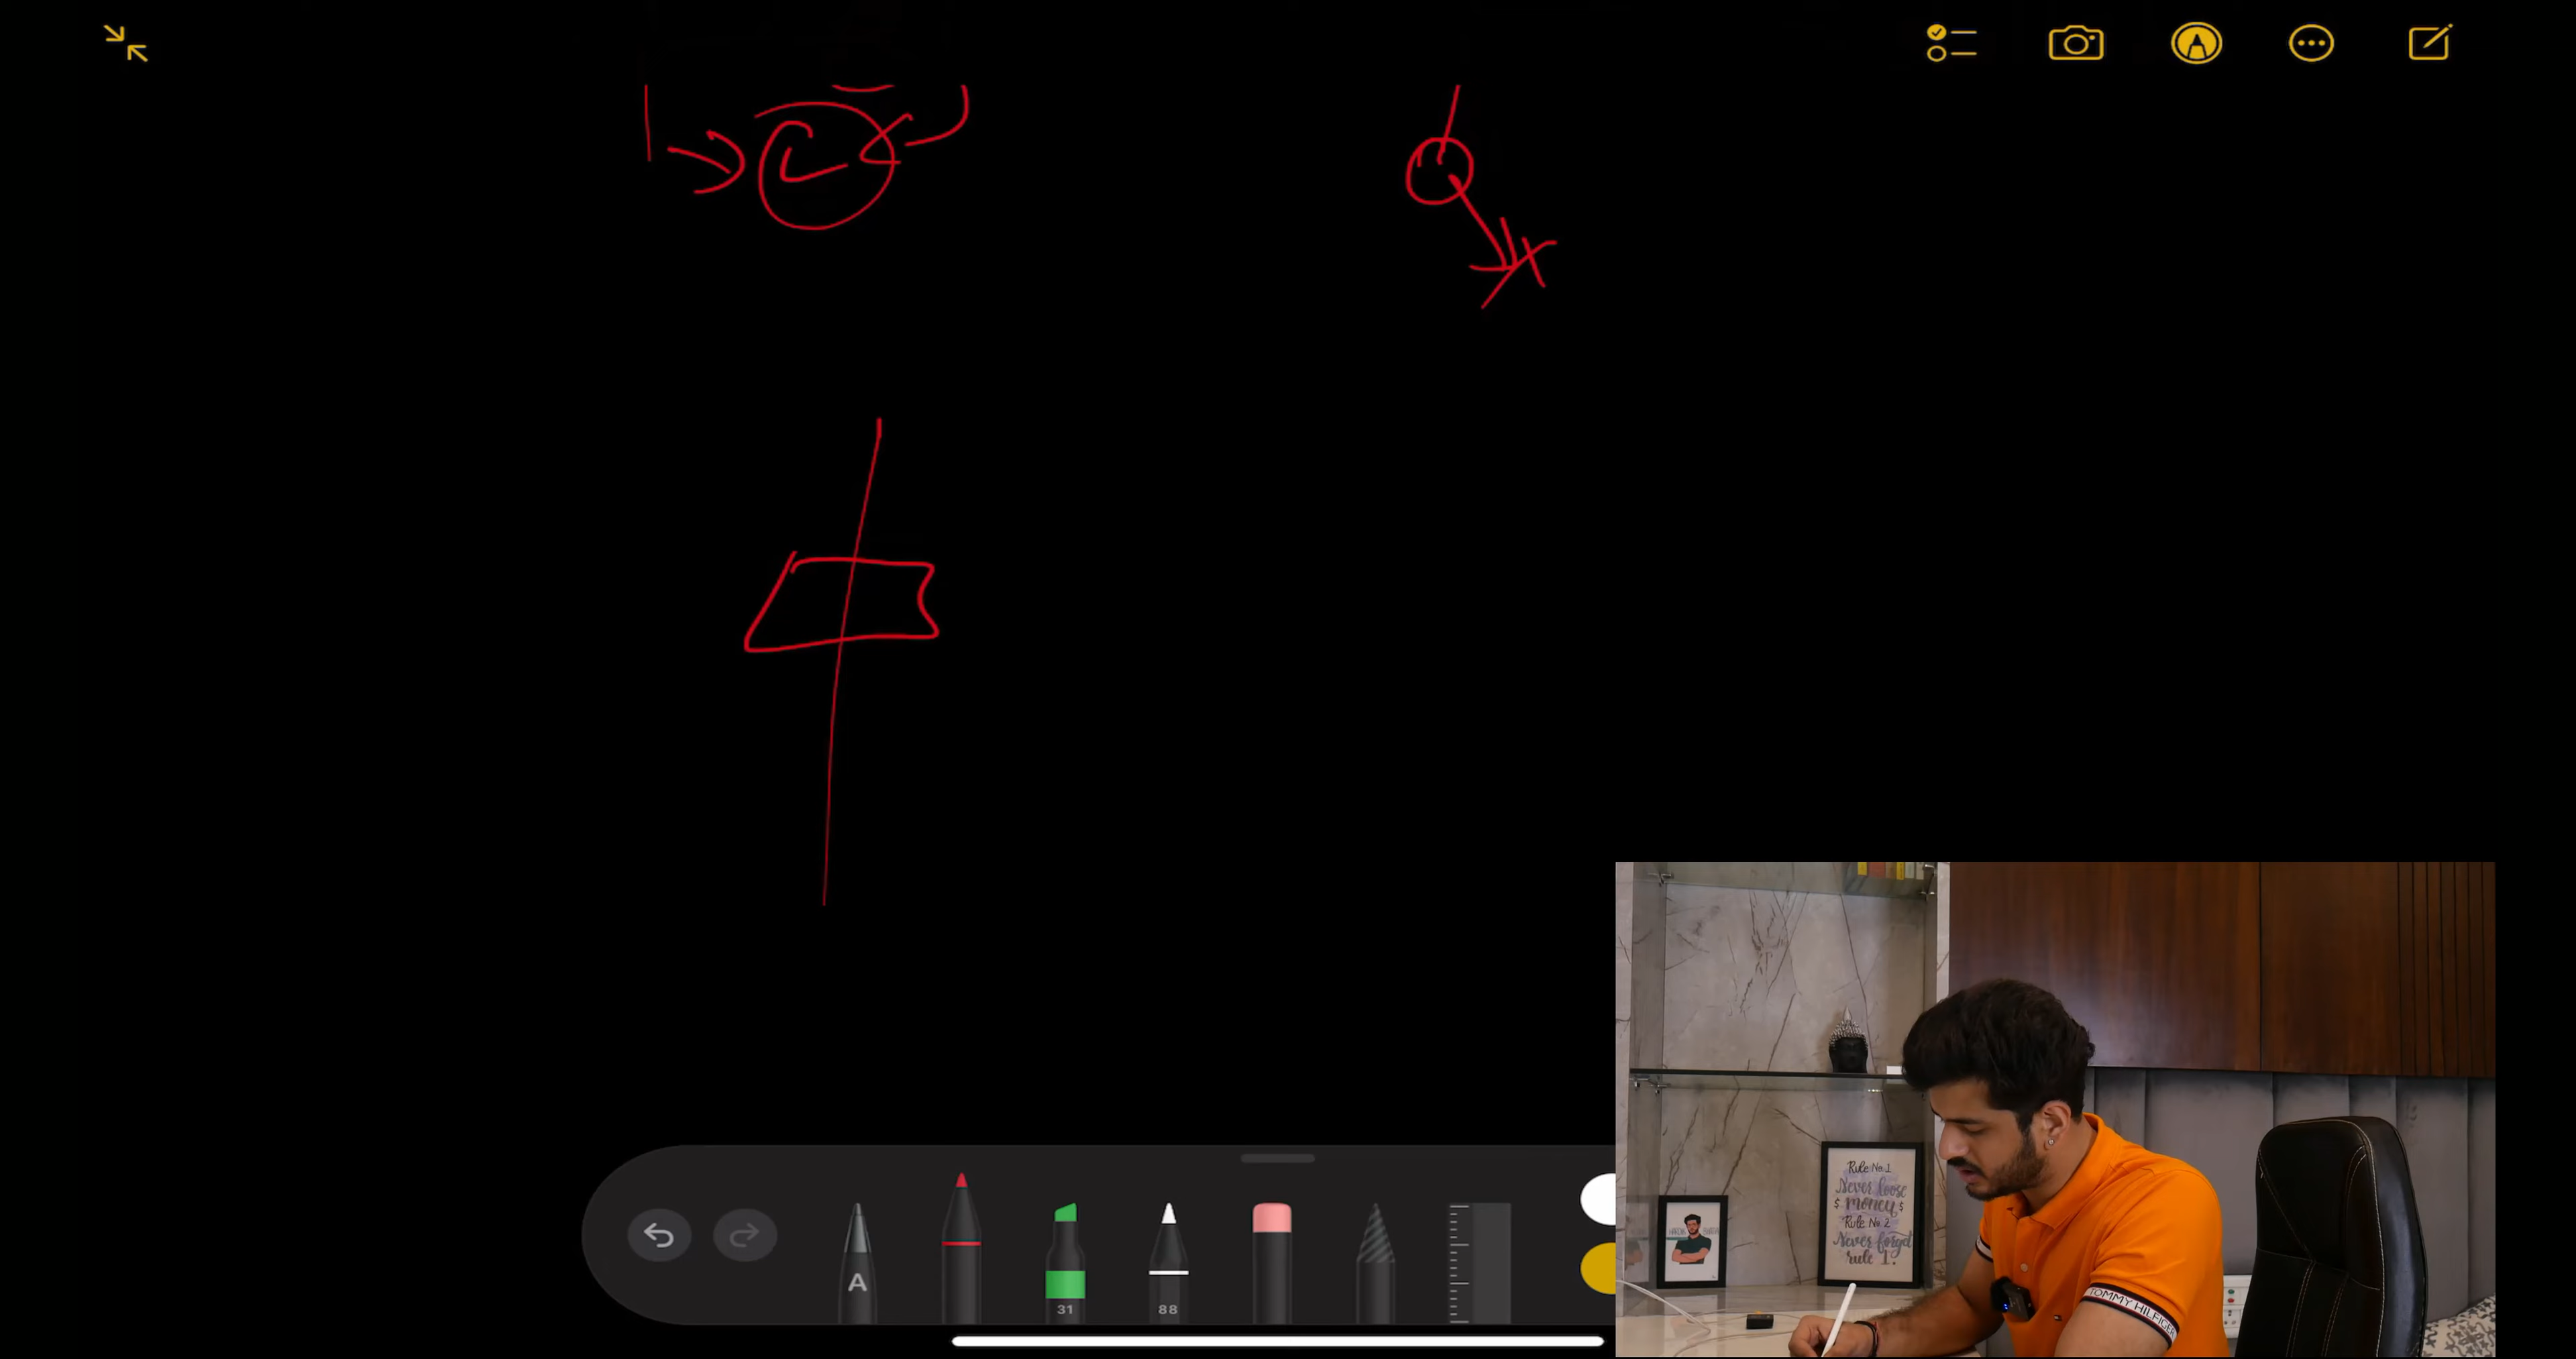 C
A
31
88
Rule No.1
Never loose
$ money $
Rule No.2
Never forget
rule 1.
TOMMY HILFIGER